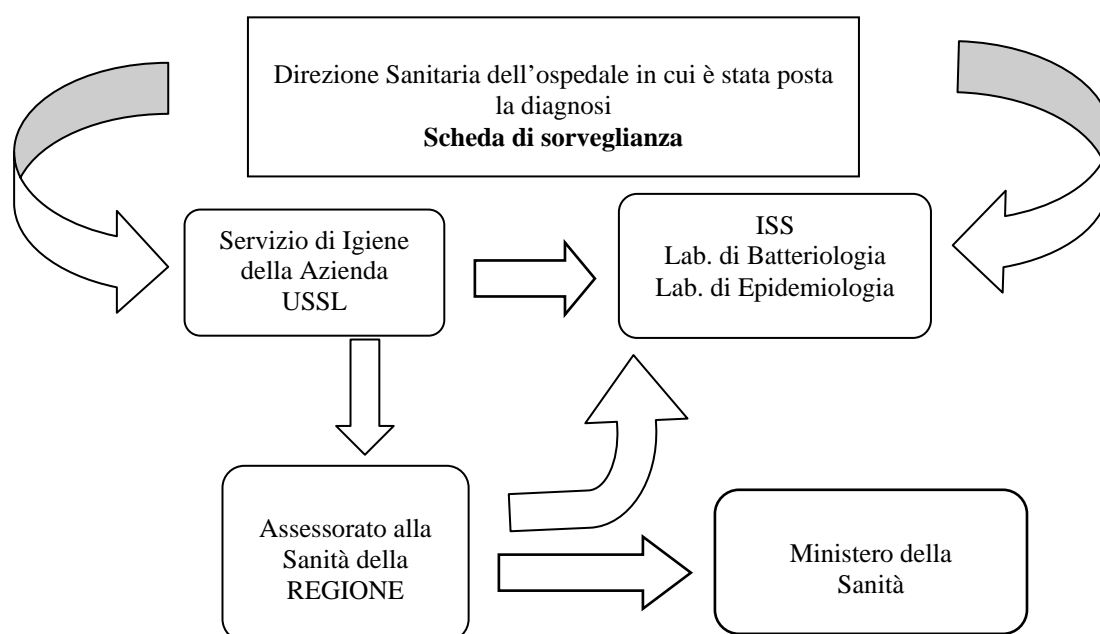 Direzione Sanitaria dell’ospedale in cui è stata posta
la diagnosi
Scheda di sorveglianza
Servizio di Igiene
della Azienda
USSL
ISS
Lab. di Batteriologia
Lab. di Epidemiologia
Assessorato alla
Sanità della
REGIONE
Ministero della
Sanità